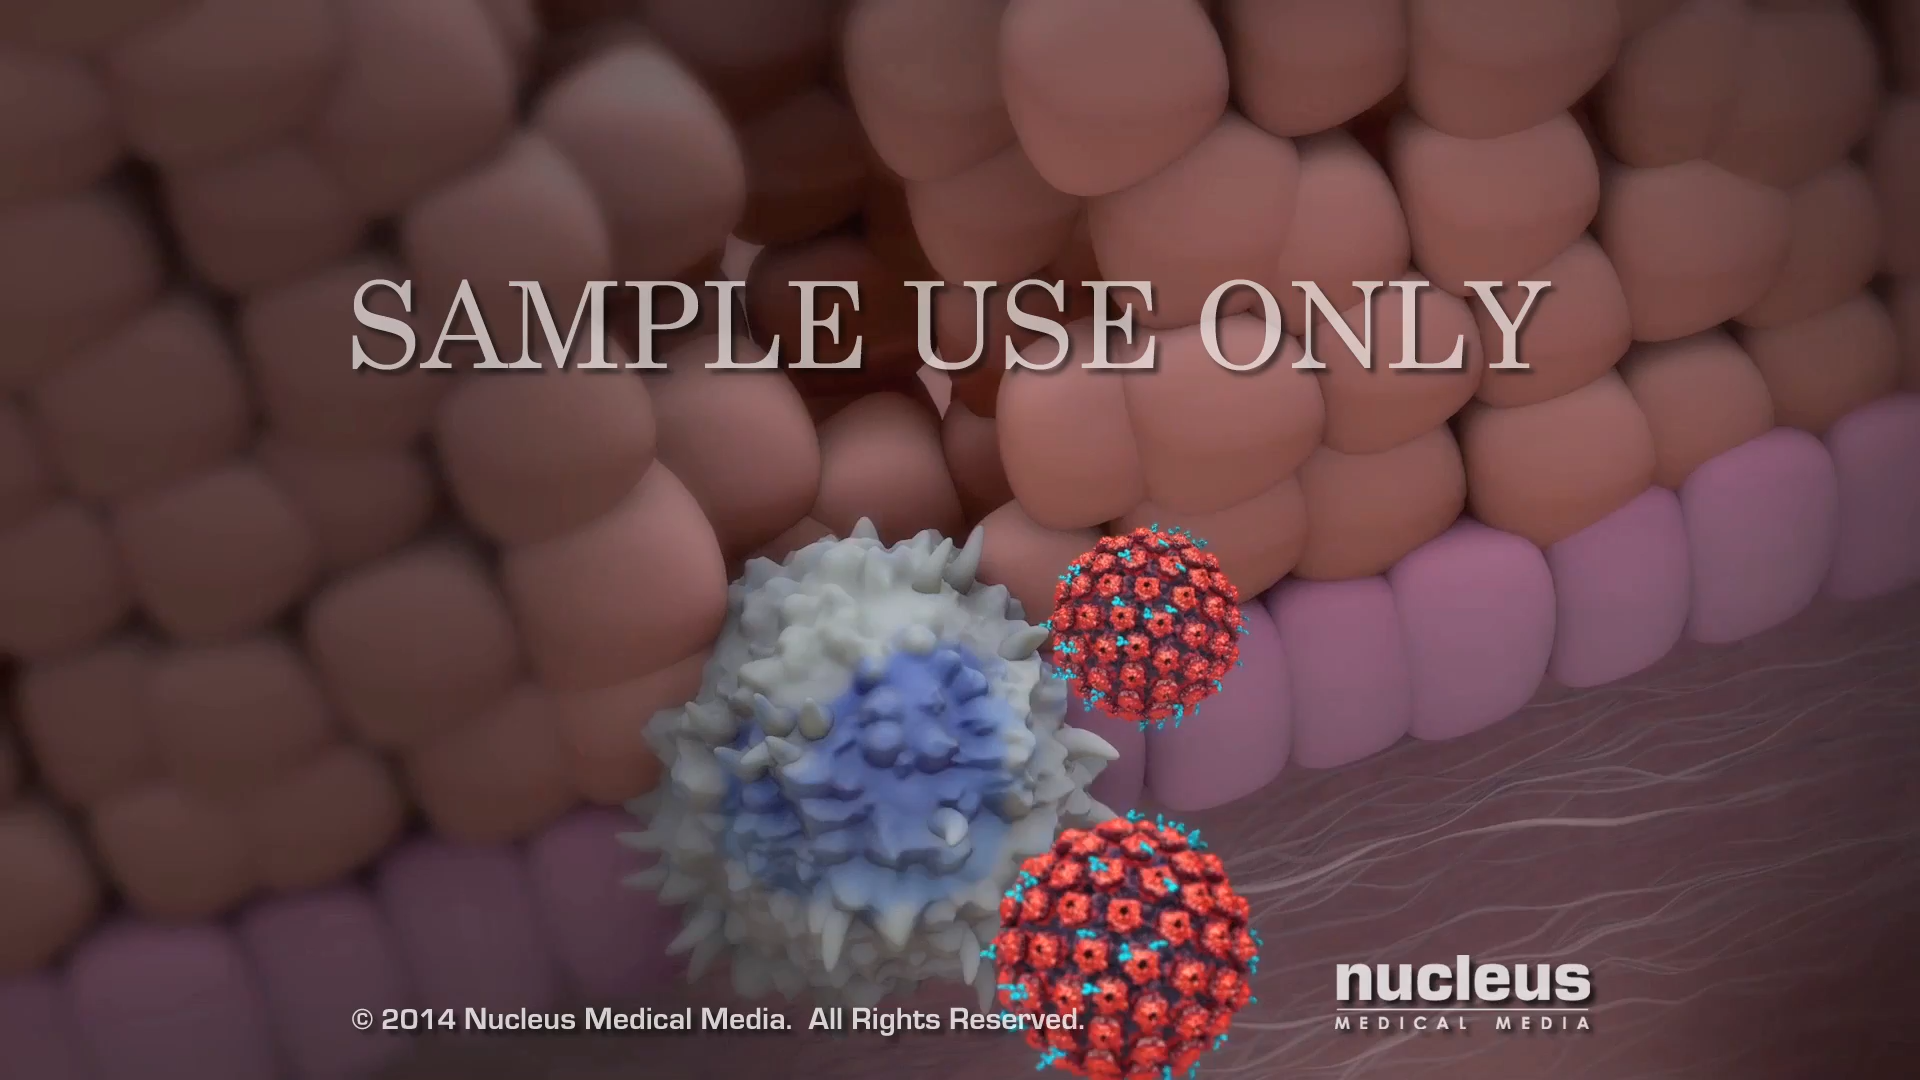 SAMPLE USE ONLY
© 2014 Nucleus Medical Media.  All Rights Reserved.
nucleus
MEDICAL MEDIA